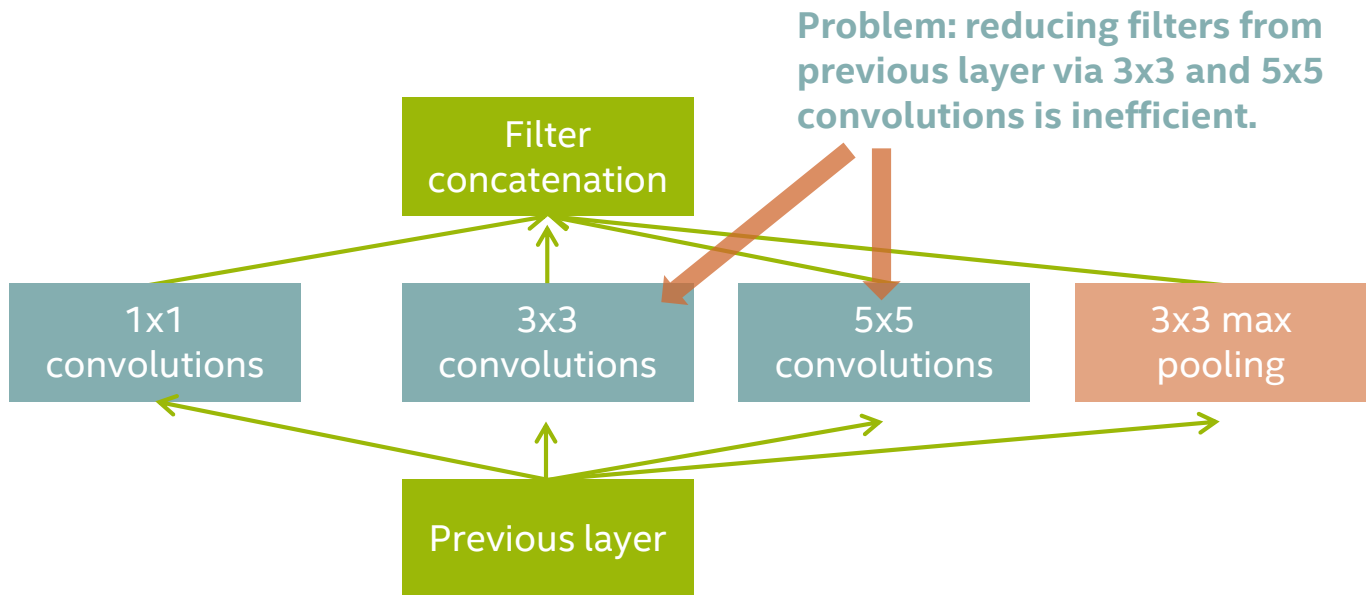 Problem: reducing filters from
previous layer via 3x3 and 5x5
convolutions is inefficient.
Filter
concatenation
1x1
convolutions
3x3
convolutions
5x5
convolutions
3x3 max
pooling
Previous layer